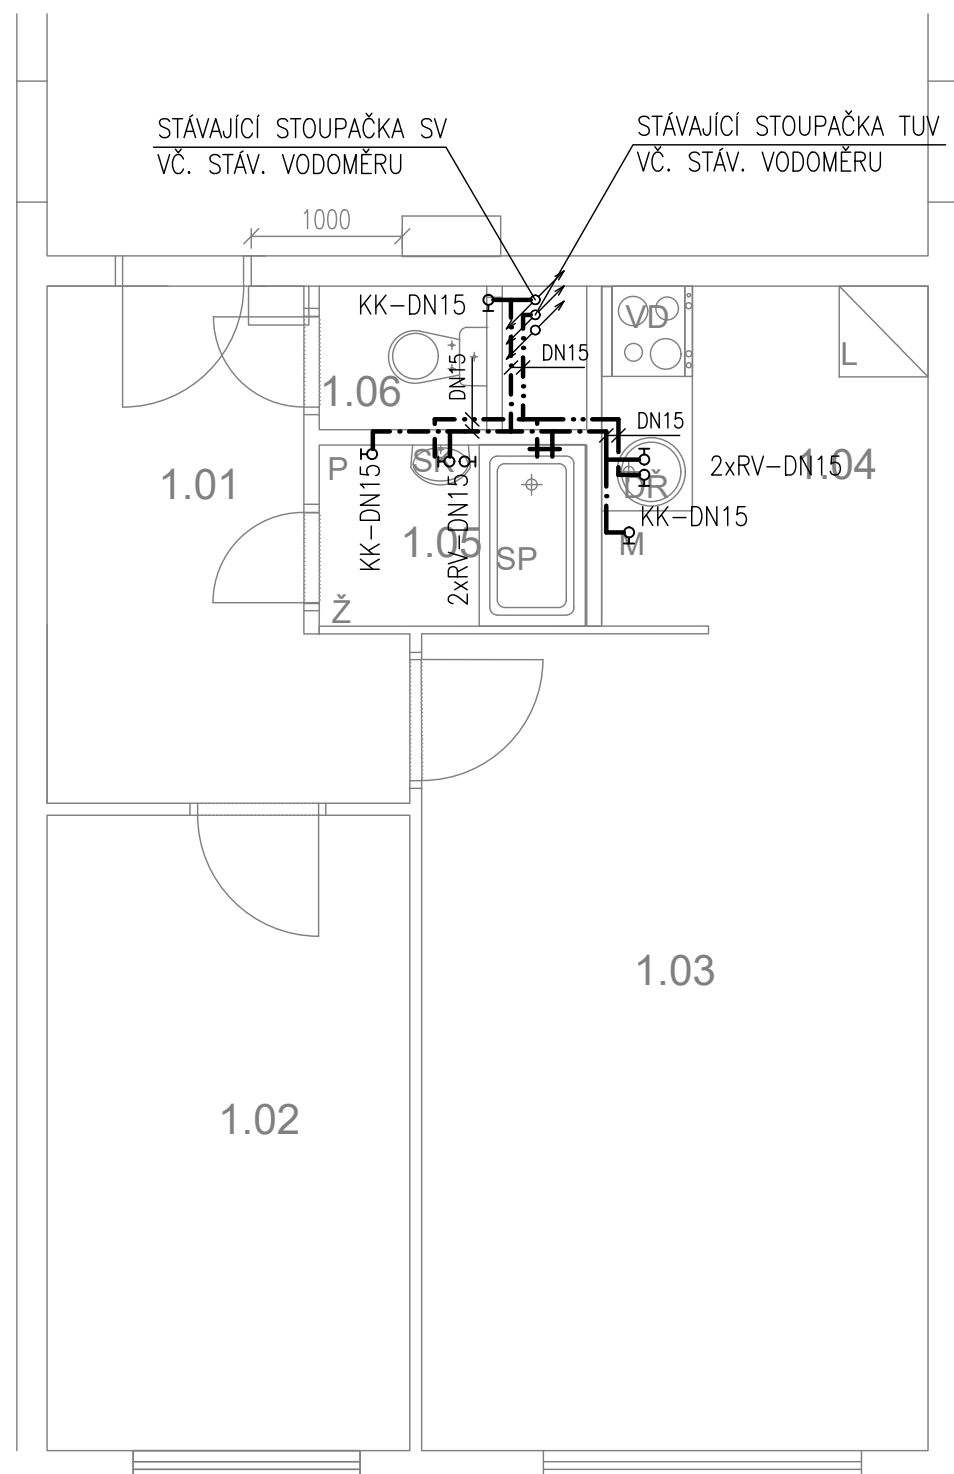 STÁVAJÍCÍ STOUPAČKA SV
VČ. STÁV. VODOMĚRU
STÁVAJÍCÍ STOUPAČKA TUV
VČ. STÁV. VODOMĚRU
1000
KK-DN15
VD
DN15
L
DN15
1.06
DN15
P
SK
2xRV-DN15
1.04
1.01
DŘ
KK-DN15
KK-DN15
2xRV-DN15
1.05
SP
M
Ž
1.03
1.02